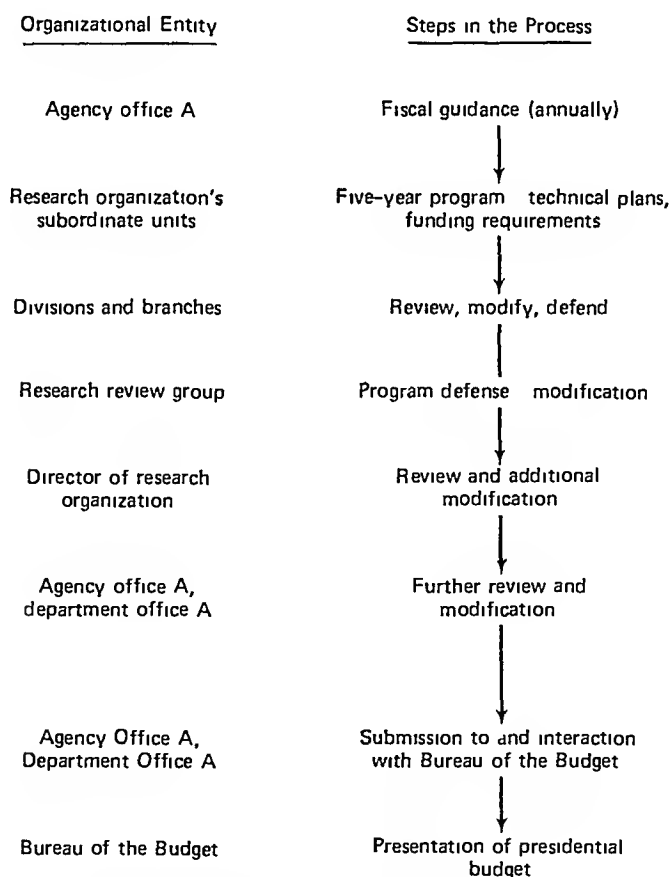 Organizational Entity Steps in the Process
Agency office A Fiscal guidance (annually)
Research organization's Five-year program technical plans,
subordinate units funding requirements
Divisions and branches Review, modify, defend
Research review group Program defense modification
Director of research Review and additional
organization modification
Agency office A, Further review and
department office A modification
Agency Office A, Submission to and interaction
Department Office A with Bureau of the Budget
Bureau of the Budget Presentation of presidential
budget